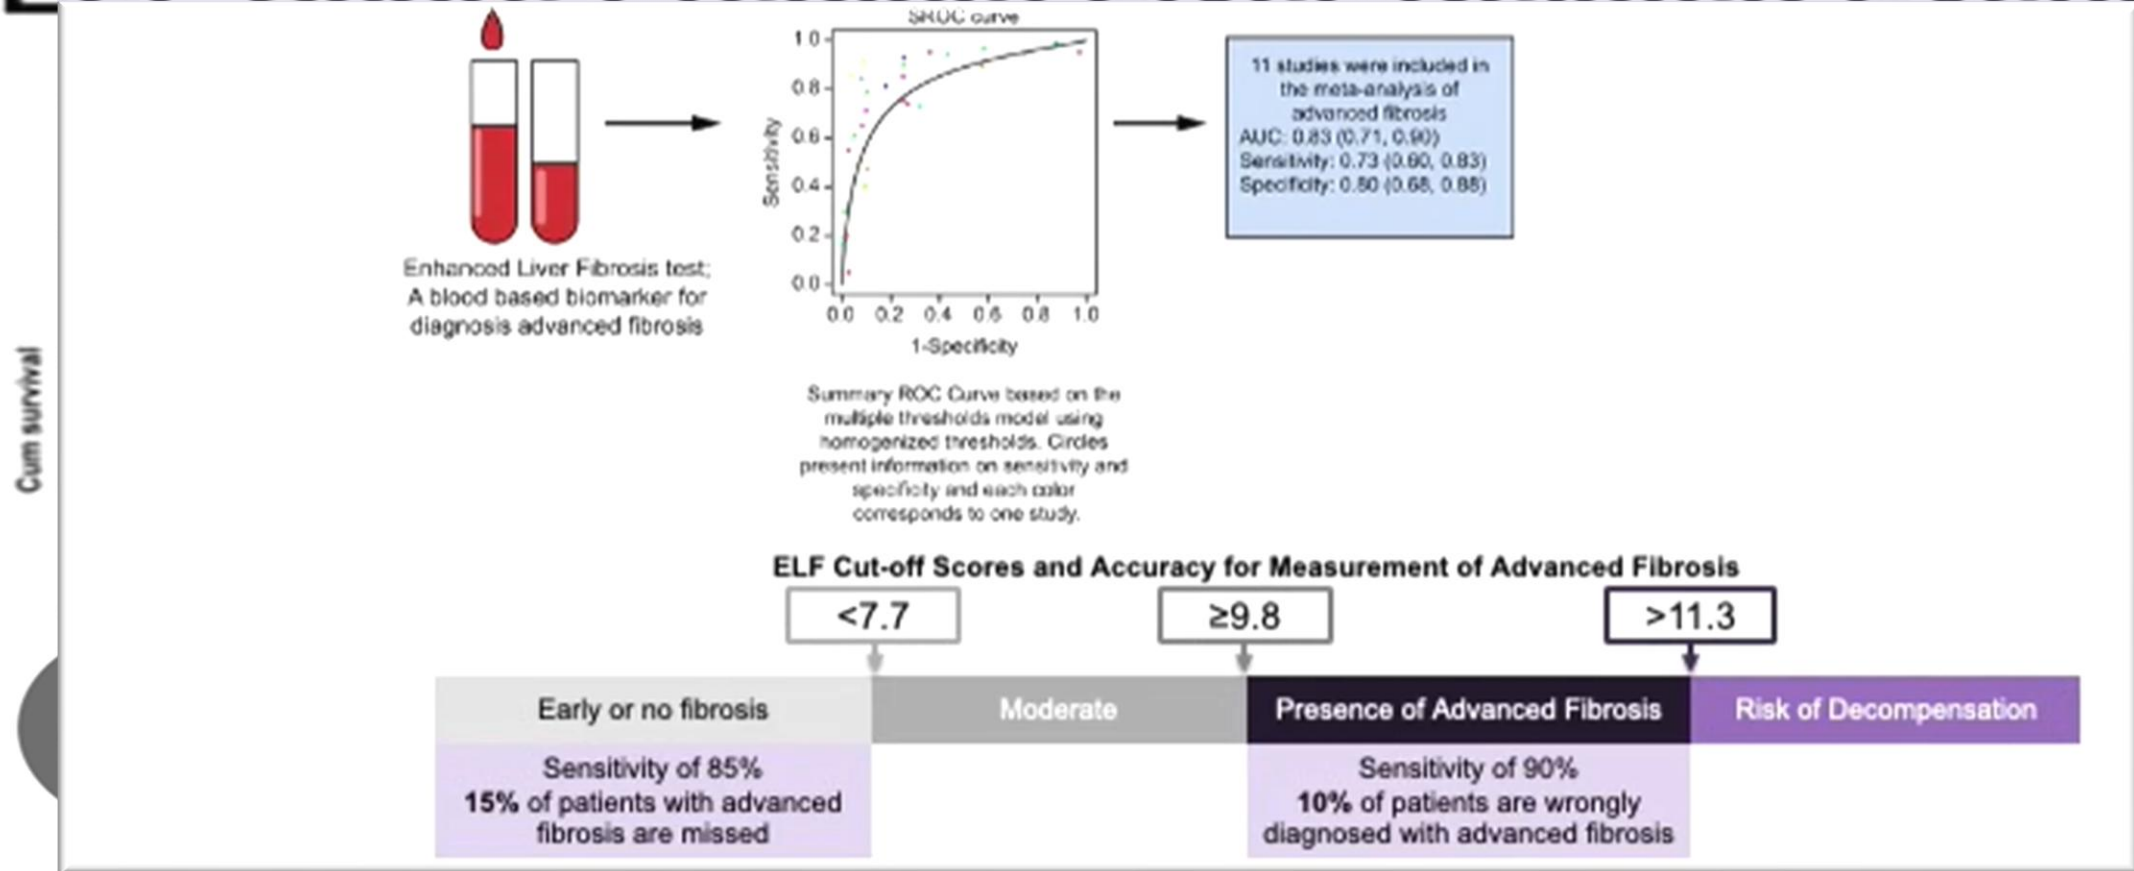 Cum survival
Enhanced Liver Fibrosis test;
A blood based biomarker for
diagnosis advanced fibrosis
SROC curve
Sensitivity
1.0
0.8
0.6
0.4
0.2
0.0
0.0 0.2 0.4 0.6 0.8 1.0
1-Specificity
Summary ROC Curve based on the
multiple thresholds model using
homogenized thresholds. Circles
present information on sensitivity and
specificity and each color
corresponds to one study.
11 studies were included in
the meta-analysis of
advanced fibrosis
AUC: 0.83 (0.71, 0.90)
Sensitivity: 0.73 (0.60, 0.83)
Specificity: 0.80 (0.68, 0.88)
ELF Cut-off Scores and Accuracy for Measurement of Advanced Fibrosis
<7.7
≥9.8
>11.3
Early or no fibrosis
Moderate
Presence of Advanced Fibrosis
Risk of Decompensation
Sensitivity of 85%
15% of patients with advanced
fibrosis are missed
Sensitivity of 90%
10% of patients are wrongly
diagnosed with advanced fibrosis